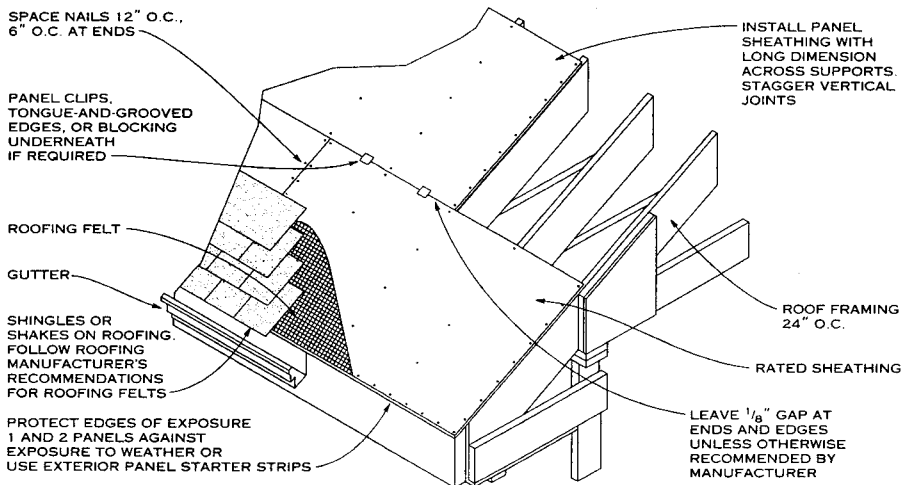 SPACE NAILS 12" O.C.,
6" O.C. AT ENDS
PANEL CLIPS,
TONGUE-AND-GROOVED
EDGES, OR BLOCKING
UNDERNEATH
IF REQUIRED
ROOFING FELT
GUTTER
SHINGLES OR
SHAKES ON ROOFING.
FOLLOW ROOFING
MANUFACTURER'S
RECOMMENDATIONS
FOR ROOFING FELTS
PROTECT EDGES OF EXPOSURE
1 AND 2 PANELS AGAINST
EXPOSURE TO WEATHER OR
USE EXTERIOR PANEL STARTER STRIPS
INSTALL PANEL
SHEATHING WITH
LONG DIMENSION
ACROSS SUPPORTS.
STAGGER VERTICAL
JOINTS
ROOF FRAMING
24" O.C.
RATED SHEATHING
LEAVE 1/8" GAP AT
ENDS AND EDGES
UNLESS OTHERWISE
RECOMMENDED BY
MANUFACTURER